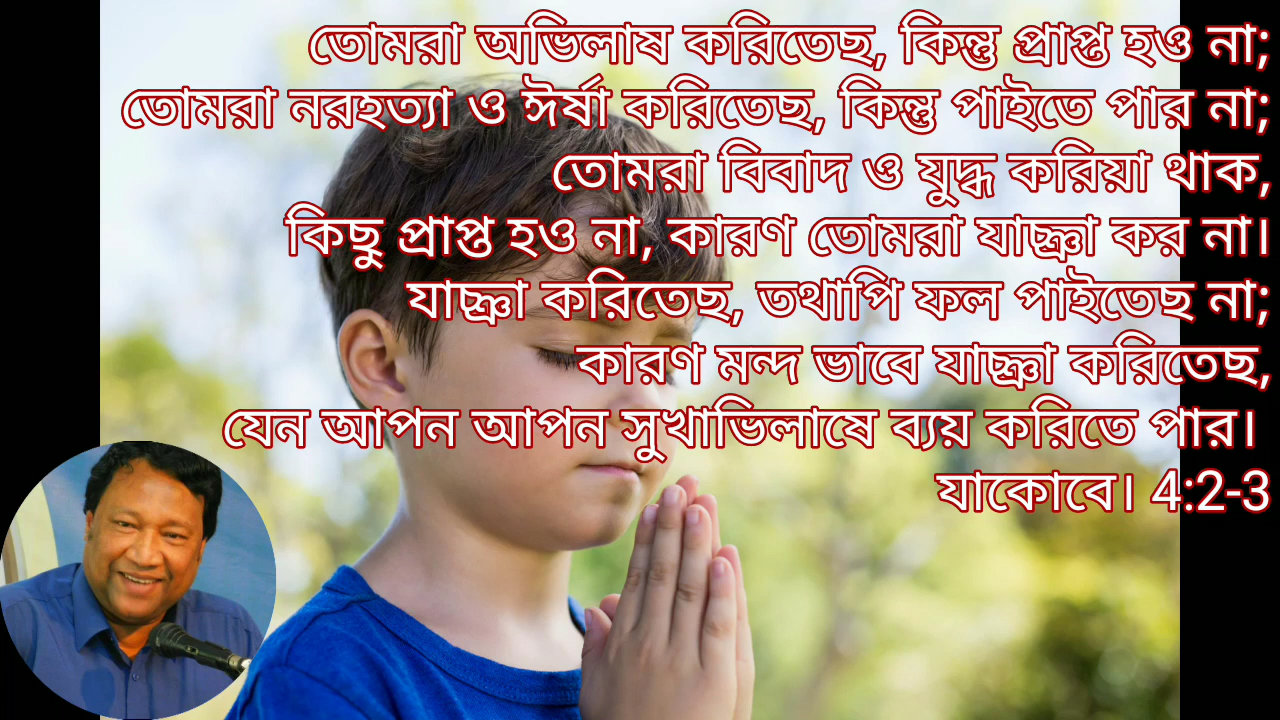 তোমরা অভিলাষ করিতেছ, কিন্তু প্রাপ্ত হও না;
তোমরা নরহত্যা ও ঈর্ষা করিতেছ, কিন্তু পাইতে পার না;
তোমরা বিবাদ ও যুদ্ধ করিয়া থাক,
কিছু প্রাপ্ত হও না, কারণ তোমরা যাচ্ঞা কর না।
যাচ্ঞা করিতেছ, তথাপি ফল পাইতেছ না;
কারণ মন্দ ভাবে যাচ্ঞা করিতেছ,
যেন আপন আপন সুখাভিলাষে ব্যয় করিতে পার।
যাকোবে। 4:2-3